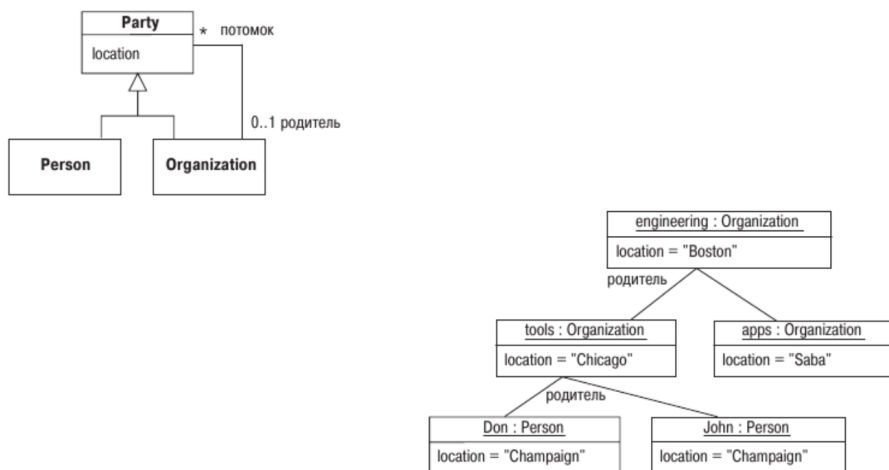 Party
* потомок
location
0..1 родитель
Person
Organization
engineering : Organization
location = "Boston"
родитель
tools : Organization
apps : Organization
location = "Chicago"
location = "Saba"
родитель
Don : Person
John : Person
location = "Champaign"
location = "Champaign"